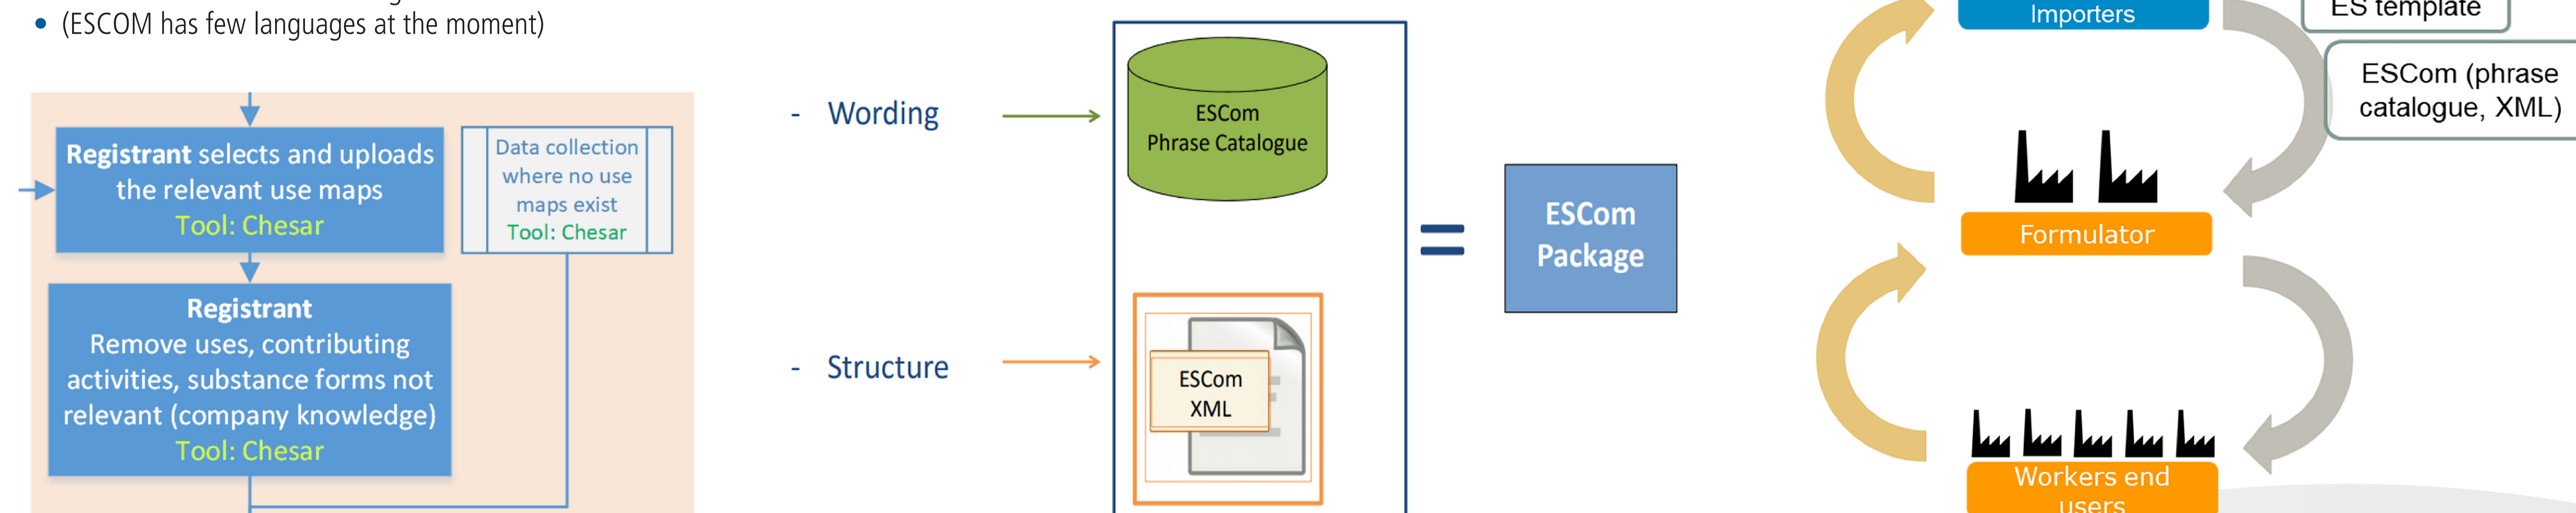 • (ESCOM has few languages at the moment)
Registrant selects and uploads
the relevant use maps
Tool: Chesar
Data collection
where no use
maps exist
Tool: Chesar
Registrant
Remove uses, contributing
activities, substance forms not
relevant (company knowledge)
Tool: Chesar
- Wording
ESCom
Phrase Catalogue
- Structure
ESCom
XML
=
ESCom
Package
Importers
ES template
ESCom (phrase
catalogue, XML)
Formulator
Workers end
users